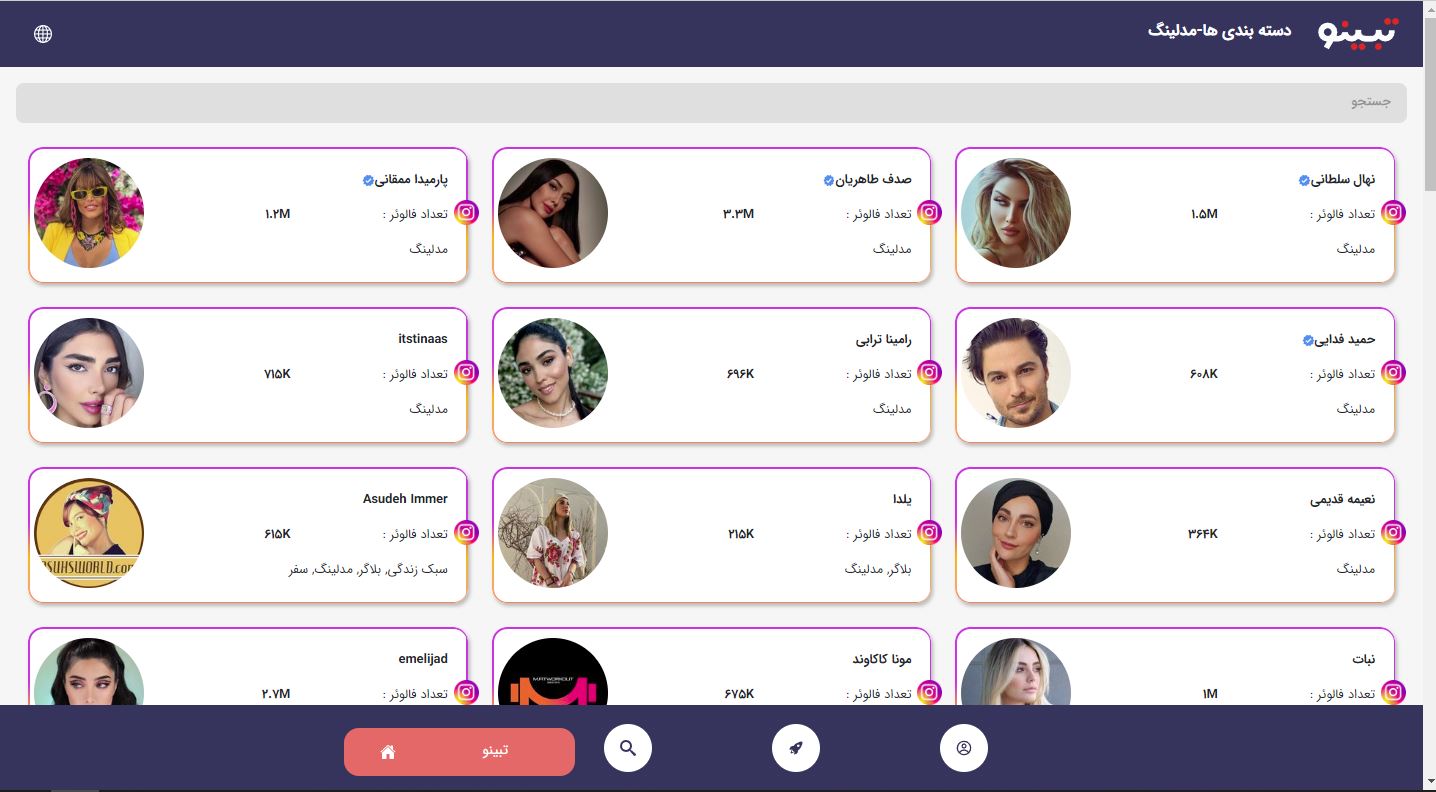 تبینو
دسته بندی ها-مدلینگ
جستجو
نهال سلطانی
تعداد فالوئر :
۱.۵M
مدلینگ
صدف طاهریان
تعداد فالوئر :
۳.۳M
مدلینگ
پارمیدا ممقانی
تعداد فالوئر :
۱.۲M
مدلینگ
حمید فدایی
تعداد فالوئر :
۶۰۸K
مدلینگ
رامینا ترابی
تعداد فالوئر :
۶۹۶K
مدلینگ
itstinaas
تعداد فالوئر :
۷۱۵K
مدلینگ
نعیمه قدیمی
تعداد فالوئر :
۳۶۴K
مدلینگ
یلدا
تعداد فالوئر :
۲۱۵K
بلاگر, مدلینگ
Asudeh Immer
تعداد فالوئر :
۶۱۵K
سبک زندگی, بلاگر, مدلینگ, سفر
نبات
تعداد فالوئر :
۱M
مونا کاکاوند
تعداد فالوئر :
۶۷۵K
emelijad
تعداد فالوئر :
۲.۷M
تبینو